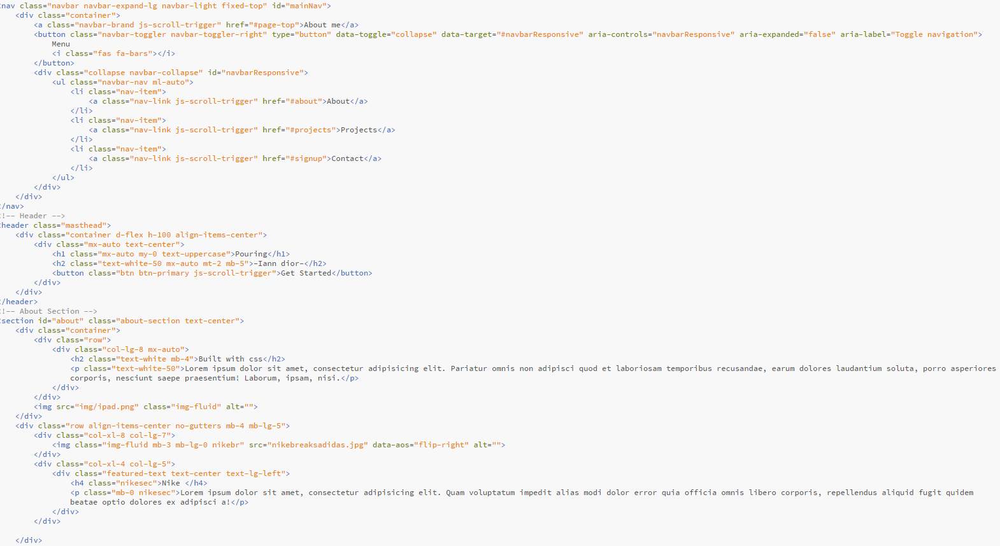 <nav class="navbar navbar-expand-lg navbar-light fixed-top" id="mainNav">
<div class="container">
<a class="navbar-brand js-scroll-trigger" href="#page-top">About me</a>
<button class="navbar-toggler navbar-toggler-right" type="button" data-toggle="collapse" data-target="#navbarResponsive" aria-controls="navbarResponsive" aria-expanded="false" aria-label="Toggle navigation">
Menu
<i class="fas fa-bars"></i>
</button>
<div class="collapse navbar-collapse" id="navbarResponsive">
<ul class="navbar-nav ml-auto">
<li class="nav-item">
<a class="nav-link js-scroll-trigger" href="#about">About</a>
</li>
<li class="nav-item">
<a class="nav-link js-scroll-trigger" href="#projects">Projects</a>
</li>
<li class="nav-item">
<a class="nav-link js-scroll-trigger" href="#signup">Contact</a>
</li>
</ul>
</div>
</div>
</nav>
<!-- Header -->
<header class="masthead">
<div class="container d-flex h-100 align-items-center">
<div class="mx-auto text-center">
<h1 class="mx-auto my-0 text-uppercase">Pouring</h1>
<h2 class="text-white-50 mx-auto mt-2 mb-5">-Iann dior-</h2>
<button class="btn btn-primary js-scroll-trigger">Get Started</button>
</div>
</div>
</header>
<!-- About Section -->
<section id="about" class="about-section text-center">
<div class="container">
<div class="row">
<div class="col-lg-8 mx-auto">
<h2 class="text-white mb-4">Built with css</h2>
<p class="text-white-50">Lorem ipsum dolor sit amet, consectetur adipisicing elit. Pariatur omnis non adipisci quod et laboriosam temporibus recusandae, earum dolores laudantium soluta, porro asperiores
corporis, nesciunt saepe praesentium! Laborum, ipsam, nisi.</p>
</div>
</div>
<img src="img/ipad.png" class="img-fluid" alt="">
</div>
<div class="row align-items-center no-gutters mb-4 mb-lg-5">
<div class="col-xl-8 col-lg-7">
<img class="img-fluid mb-3 mb-lg-0 nikebr" src="nikebreaksadidas.jpg" data-aos="flip-right" alt="">
</div>
<div class="col-xl-4 col-lg-5">
<div class="featured-text text-center text-lg-left">
<h4 class="nikesec">Nike </h4>
<p class="mb-0 nikesec">Lorem ipsum dolor sit amet, consectetur adipisicing elit. Quam voluptatum impedit alias modi dolor error quia officia omnis libero corporis, repellendus aliquid fugit quidem
beatae optio dolores ex adipisci a!</p>
</div>
</div>
</div>